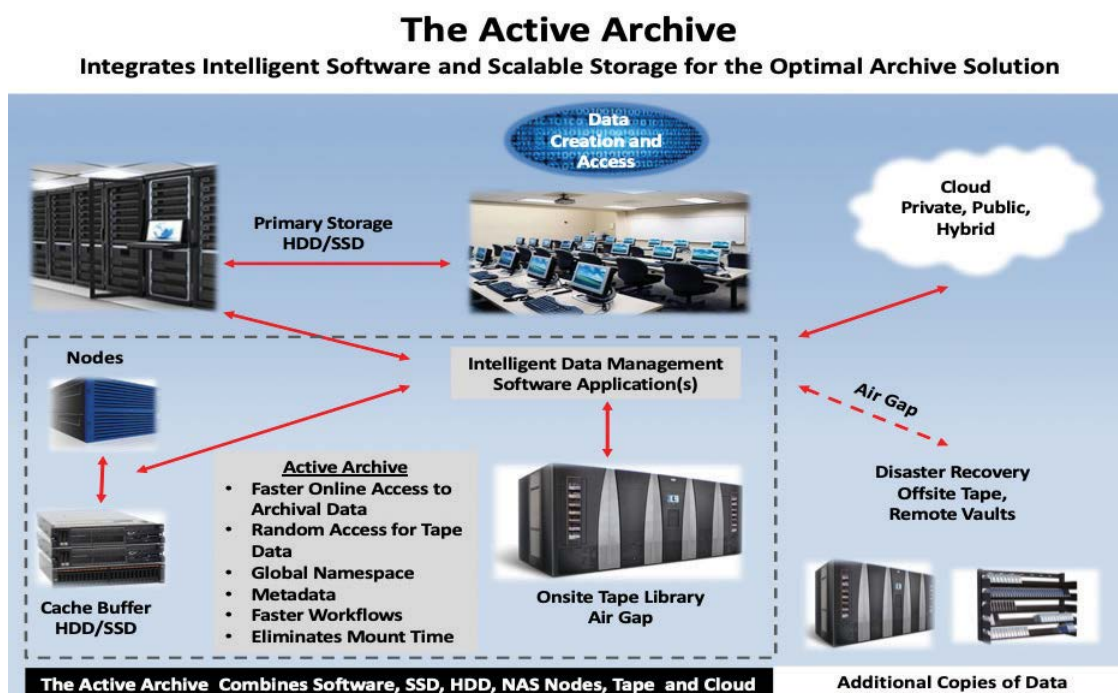 The Active Archive
Integrates Intelligent Software and Scalable Storage for the Optimal Archive Solution
Data
Creation and
Access
Cloud
Private, Public,
Hybrid
Primary Storage
HDD/SSD
Nodes
Intelligent Data Management
Software Application(s)
Air Gap
Active Archive
• Faster Online Access to
Archival Data
• Random Access for Tape
Data
• Global Namespace
• Metadata
• Faster Workflows
• Eliminates Mount Time
Disaster Recovery
Offsite Tape,
Remote Vaults
Cache Buffer
HDD/SSD
Onsite Tape Library
Air Gap
The Active Archive Combines Software, SSD, HDD, NAS Nodes, Tape and Cloud
Additional Copies of Data